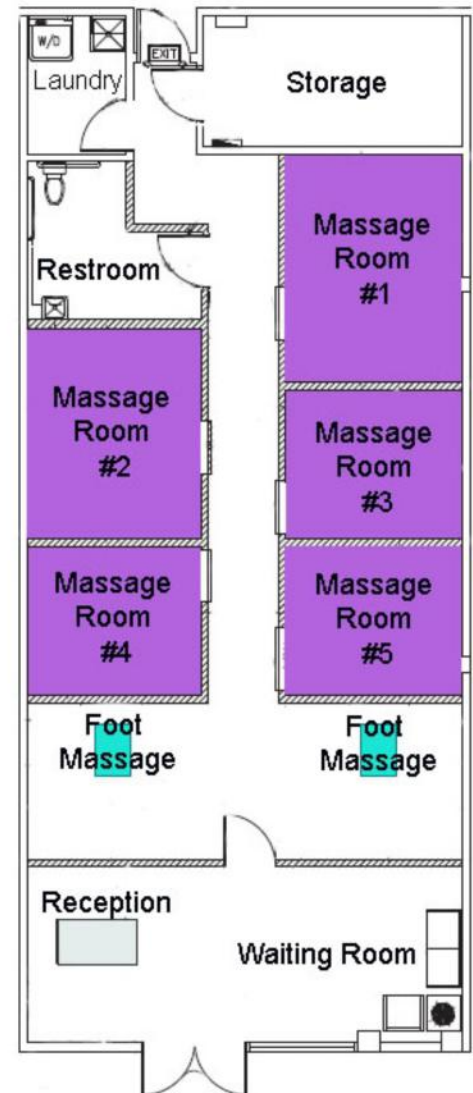 W/D
EXIT
Laundry
Storage
Massage
Room
#1
Restroom
Massage
Room
#2
Massage
Room
#3
Massage
Room
#4
Massage
Room
#5
Foot
Massage
Foot
Massage
Reception
Waiting Room